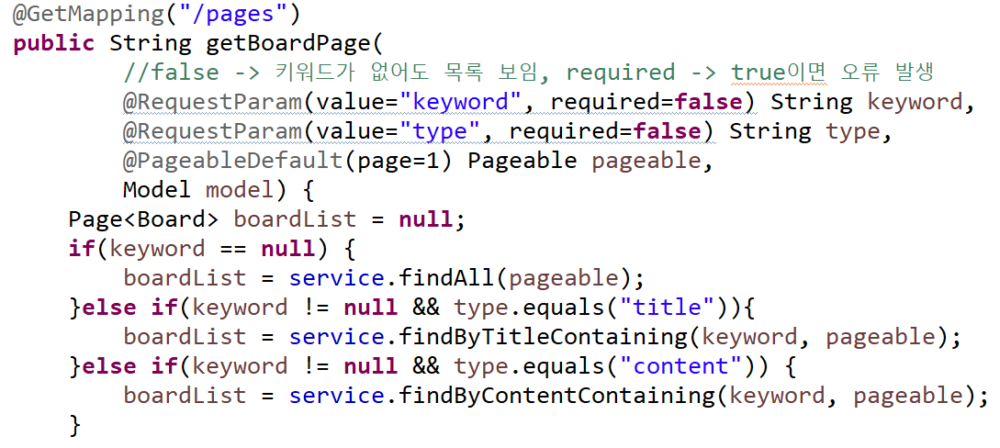 @GetMapping("/pages")
public String getBoardPage(
//false -> 키워드가 없어도 목록 보임, required -> true이면 오류 발생
@RequestParam(value="keyword", required=false) String keyword,
@RequestParam(value="type", required=false) String type,
@PageableDefault(page=1) Pageable pageable,
Model model) {
Page<Board> boardList = null;
if(keyword == null) {
boardList = service.findAll(pageable);
}else if(keyword != null && type.equals("title")){
boardList = service.findByTitleContaining(keyword, pageable);
}else if(keyword != null && type.equals("content")) {
boardList = service.findByContentContaining(keyword, pageable);
}